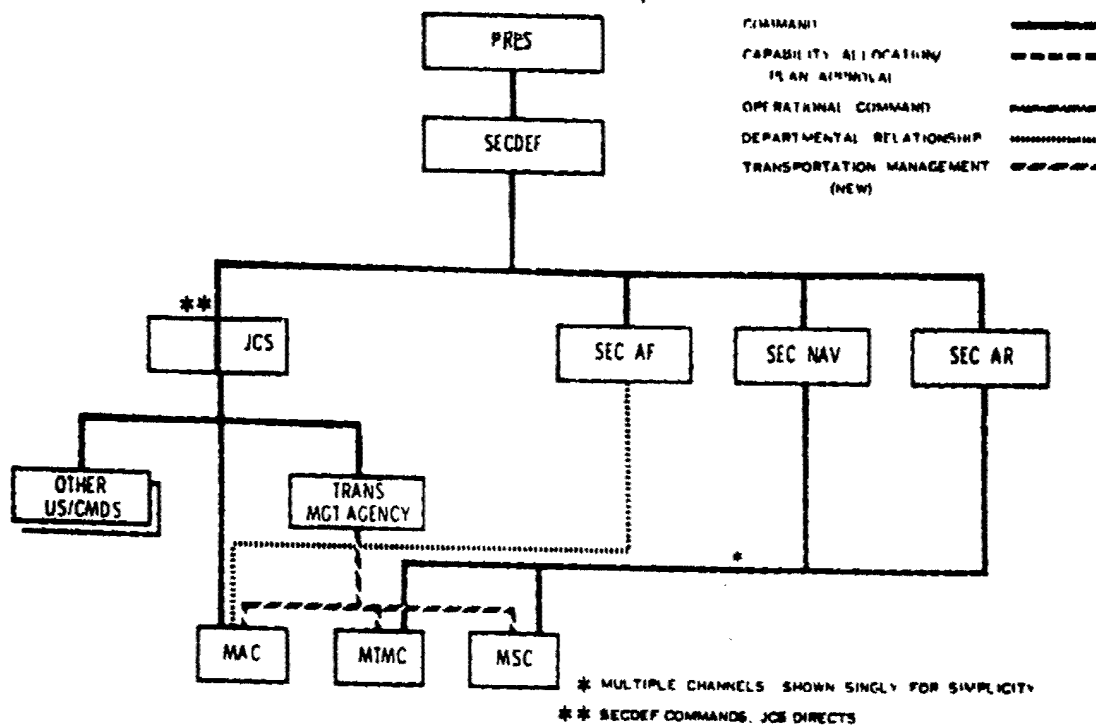 PRES
SECDEF
COMMAND
CAPABILITY ALLOCATION/
PLAN APPROVAL
OPERATIONAL COMMAND
DEPARTMENTAL RELATIONSHIP
TRANSPORTATION MANAGEMENT
(NEW)
**
JCS
SEC AF
SEC NAV
SEC AR
OTHER
US/CMDS
TRANS
MGT AGENCY
*
MAC
MTMC
MSC
* MULTIPLE CHANNELS SHOWN SINGLY FOR SIMPLICITY
** SECDEF COMMANDS, JCS DIRECTS